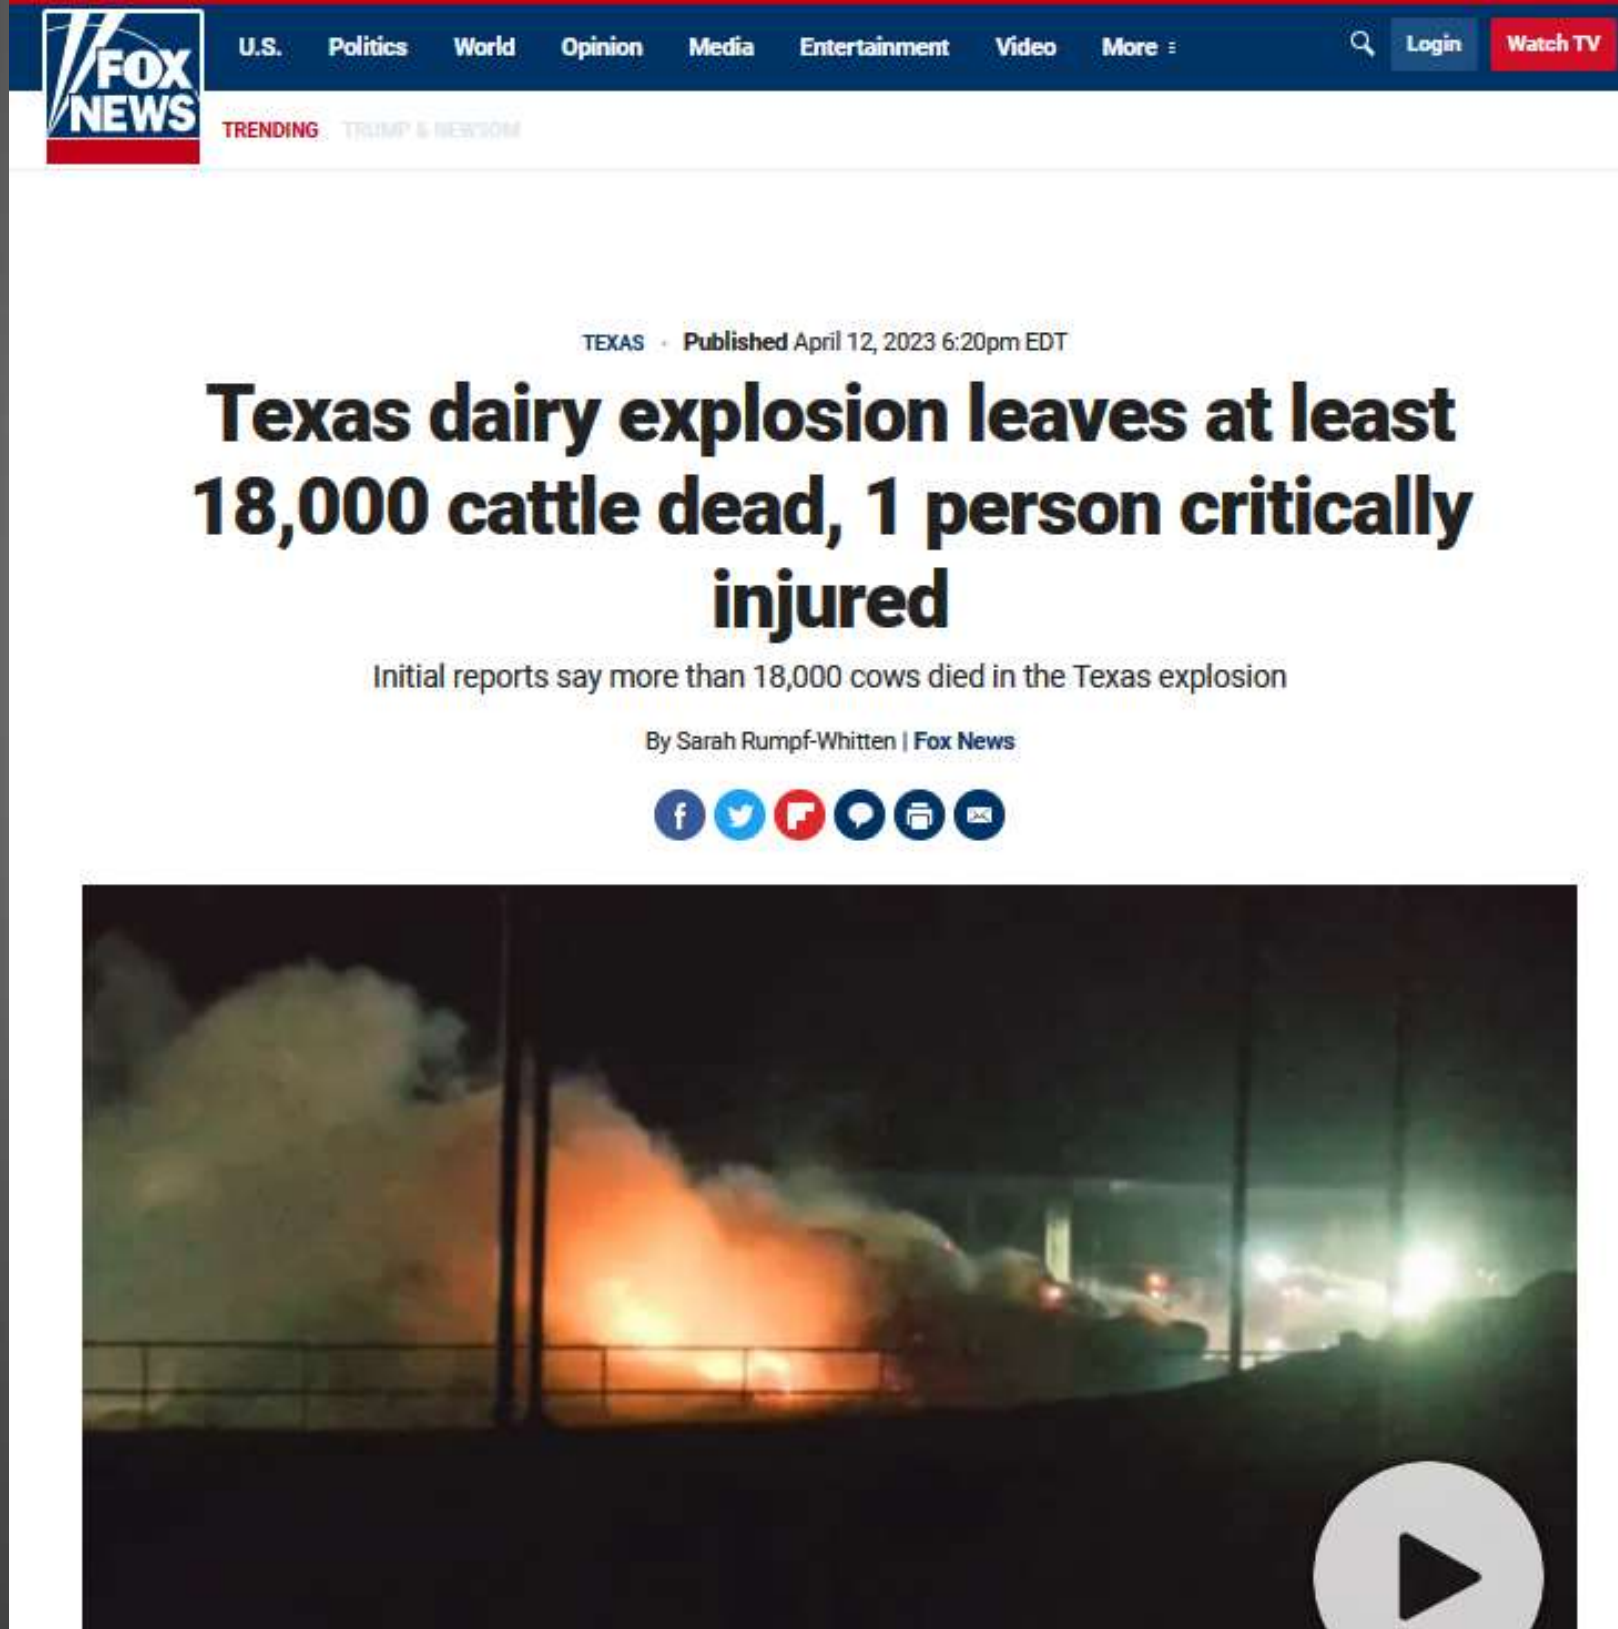 FOX
NEWS
U.S. Politics World Opinion Media Entertainment Video More Login Watch TV
TRENDING TRUMP & NEWSOM
TEXAS · Published April 12, 2023 6:20pm EDT
Texas dairy explosion leaves at least
18,000 cattle dead, 1 person critically
injured
Initial reports say more than 18,000 cows died in the Texas explosion
By Sarah Rumpf-Whitten | Fox News